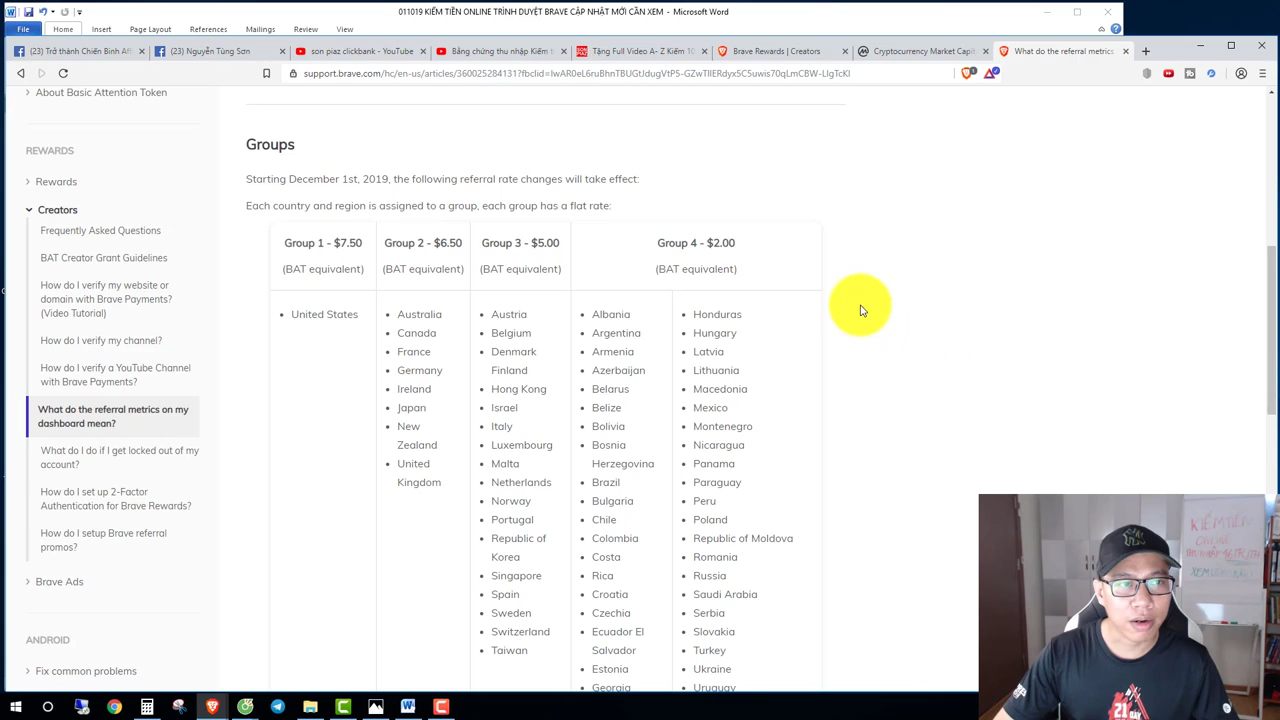 011019 KIẾM TIỀN ONLINE TRÌNH DUYỆT BRAVE CẬP NHẬT MỚI CẦN XEM - Microsoft Word
File Home Insert Page Layout References Mailings Review View
(23) Trở thành Chiến Binh Aff
(23) Nguyễn Tùng Sơn
son piaz clickbank - YouTube
Bằng chứng thu nhập Kiếm t
Tặng Full Video A- Z Kiếm 10
Brave Rewards | Creators
Cryptocurrency Market Capit
What do the referral metrics
About Basic Attention Token
REWARDS
Rewards
Creators
Frequently Asked Questions
BAT Creator Grant Guidelines
How do I verify my website or
domain with Brave Payments?
(Video Tutorial)
How do I verify my channel?
How do I verify a YouTube Channel
with Brave Payments?
What do the referral metrics on my
dashboard mean?
What do I do if I get locked out of my
account?
How do I set up 2-Factor
Authentication for Brave Rewards?
How do I setup Brave referral
promos?
Brave Ads
ANDROID
Fix common problems
Groups
Starting December 1st, 2019, the following referral rate changes will take effect:
Each country and region is assigned to a group, each group has a flat rate:
Group 1 - $7.50
(BAT equivalent)
Group 2 - $6.50
(BAT equivalent)
Group 3 - $5.00
(BAT equivalent)
Group 4 - $2.00
(BAT equivalent)
United States
Australia
Canada
France
Germany
Ireland
Japan
New
Zealand
United
Kingdom
Austria
Belgium
Denmark
Finland
Hong Kong
Israel
Italy
Luxembourg
Malta
Netherlands
Norway
Portugal
Republic of
Korea
Singapore
Spain
Sweden
Switzerland
Taiwan
Albania
Argentina
Armenia
Azerbaijan
Belarus
Belize
Bolivia
Bosnia
Herzegovina
Brazil
Bulgaria
Chile
Colombia
Costa
Rica
Croatia
Czechia
Ecuador El
Salvador
Estonia
Georgia
Honduras
Hungary
Latvia
Lithuania
Macedonia
Mexico
Montenegro
Nicaragua
Panama
Paraguay
Peru
Poland
Republic of Moldova
Romania
Russia
Saudi Arabia
Serbia
Slovakia
Turkey
Ukraine
Uruguay
KIẾM TIỀN
ONLINE
21
DAY